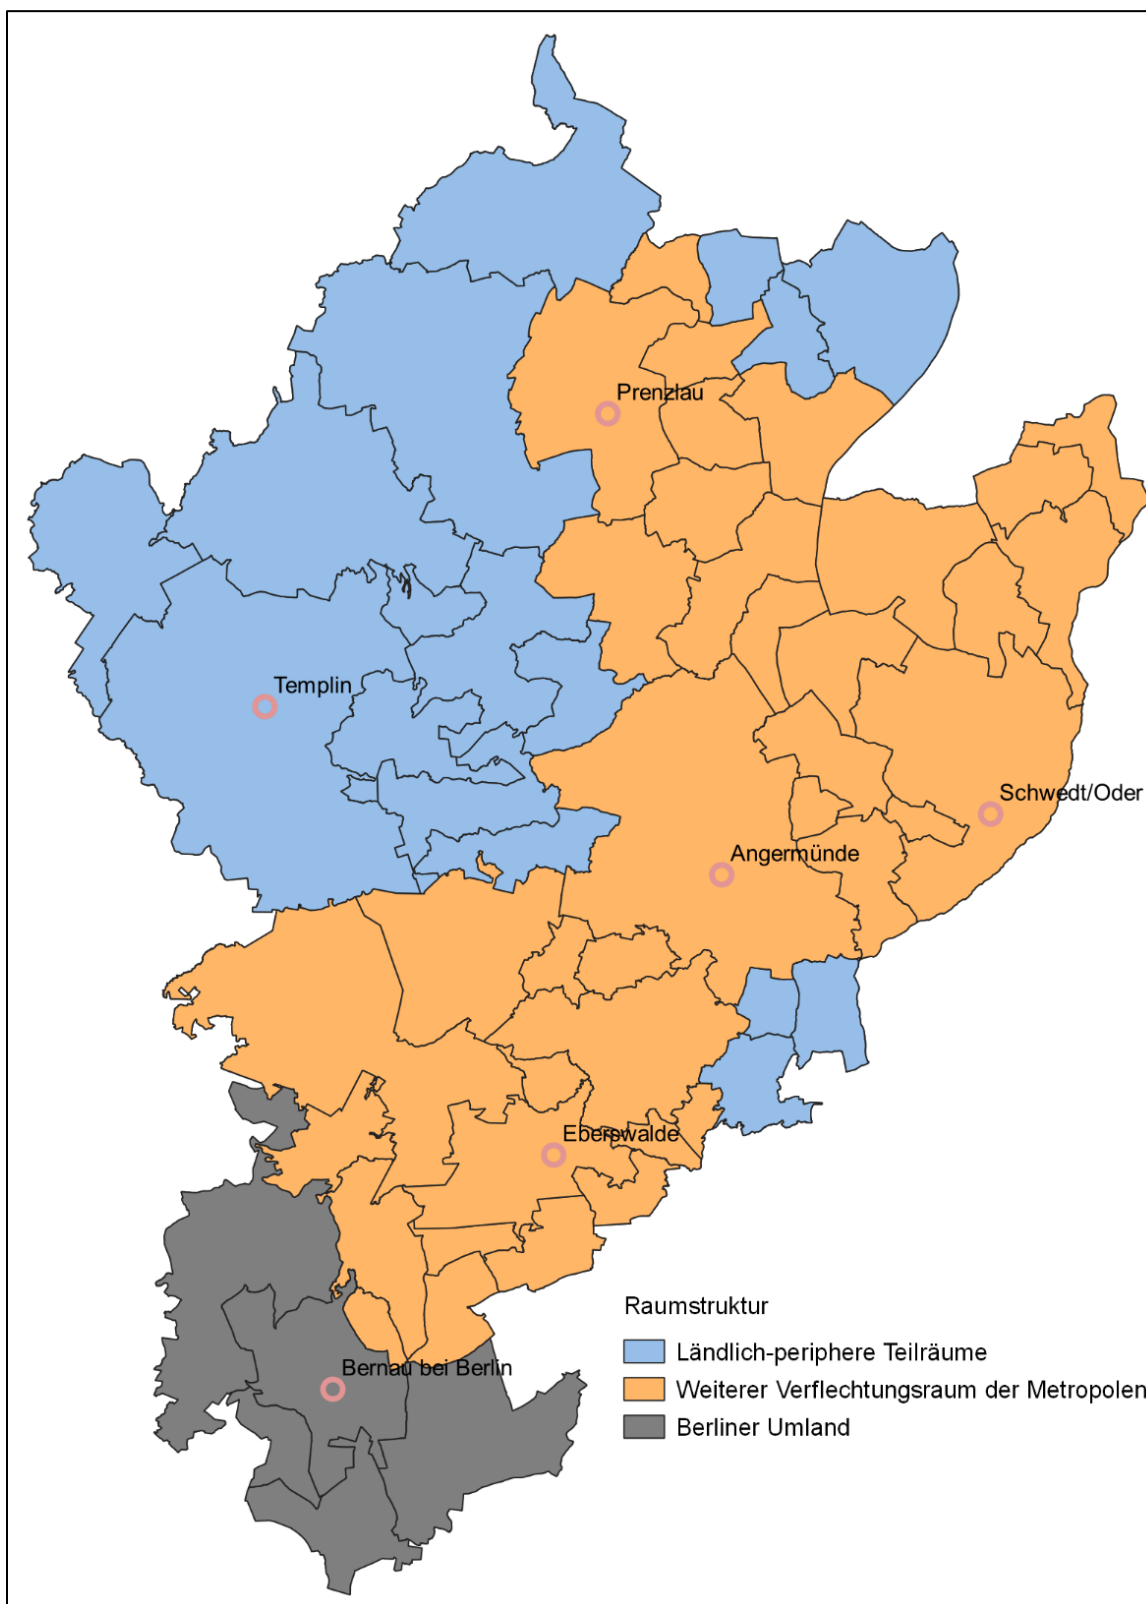 Prenzlau
Templin
Schwedt/Oder
Angermünde
Eberswalde
Bernau bei Berlin
Raumstruktur
Ländlich-periphere Teilräume
Weiterer Verflechtungsraum der Metropolen
Berliner Umland